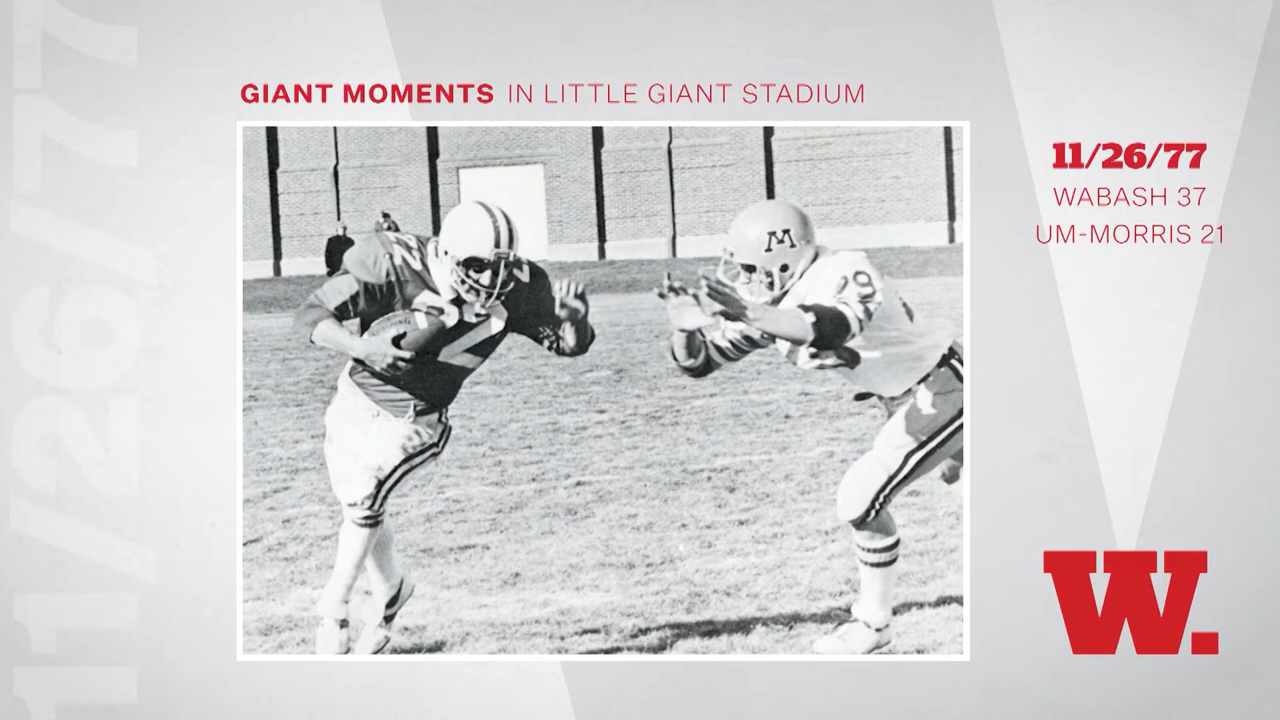 GIANT MOMENTS IN LITTLE GIANT STADIUM
11/26/77
WABASH 37
UM-MORRIS 21
M
W.
11/26/77